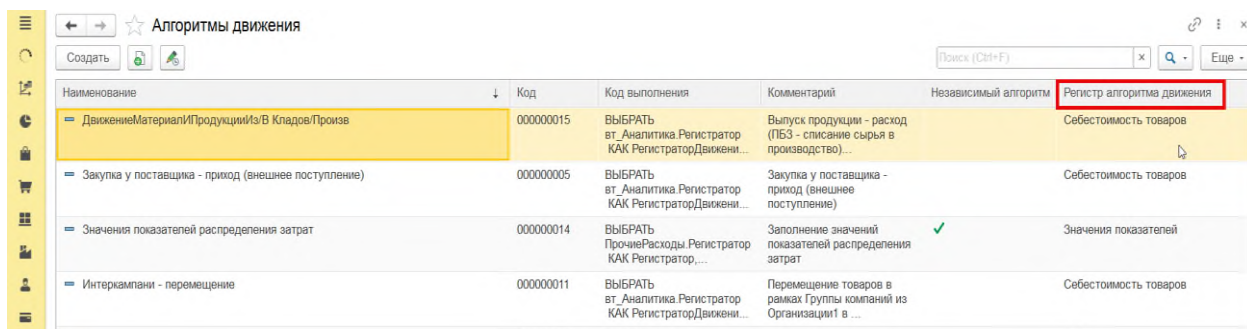 Алгоритмы движения
Создать
Поиск (Ctrl+F)
Еще
Наименование
Код
Код выполнения
Комментарий
Независимый алгоритм
Регистр алгоритма движения
ДвижениеМатериалИПродукцииИз/В Кладов/Произв
000000015
ВЫБРАТЬ
вт_Аналитика.Регистратор
КАК РегистраторДвижени...
Выпуск продукции - расход
(ПБЗ - списание сырья в
производство)...
Себестоимость товаров
Закупка у поставщика - приход (внешнее поступление)
000000005
ВЫБРАТЬ
вт_Аналитика.Регистратор
КАК РегистраторДвижени...
Закупка у поставщика -
приход (внешнее
поступление)
Себестоимость товаров
Значения показателей распределения затрат
000000014
ВЫБРАТЬ
ПрочиеРасходы.Регистратор
КАК Регистратор,...
Заполнение значений
показателей распределения
затрат
Значения показателей
Интеркампани - перемещение
000000011
ВЫБРАТЬ
вт_Аналитика.Регистратор
КАК РегистраторДвижени...
Перемещение товаров в
рамках Группы компаний из
Организации1 в ...
Себестоимость товаров